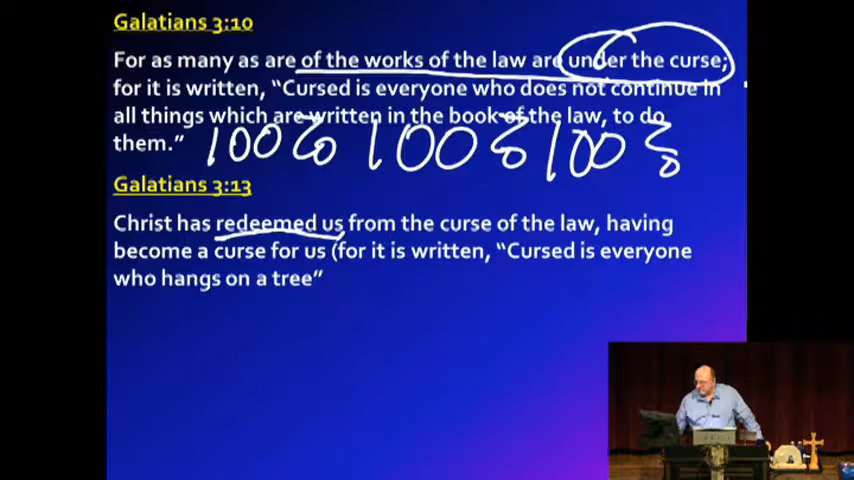 Galatians 3:10
For as many as are of the works of the law are under the curse;
for it is written, “Cursed is everyone who does not continue in
all things which are written in the book of the law, to do
them.”
100% 100% 100%
Galatians 3:13
Christ has redeemed us from the curse of the law, having
become a curse for us (for it is written, “Cursed is everyone
who hangs on a tree”